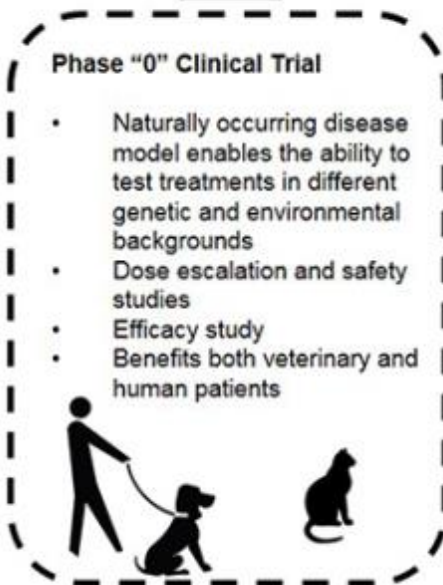 Phase “0” Clinical Trial
• Naturally occurring disease
model enables the ability to
test treatments in different
genetic and environmental
backgrounds
• Dose escalation and safety
studies
• Efficacy study
• Benefits both veterinary and
human patients